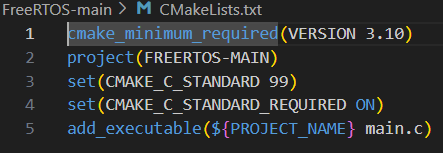 FreeRTOS-main > M CMakeLists.txt
1 cmake_minimum_required(VERSION 3.10)
2 project(FREERTOS-MAIN)
3 set(CMAKE_C_STANDARD 99)
4 set(CMAKE_C_STANDARD_REQUIRED ON)
5 add_executable(${PROJECT_NAME} main.c)